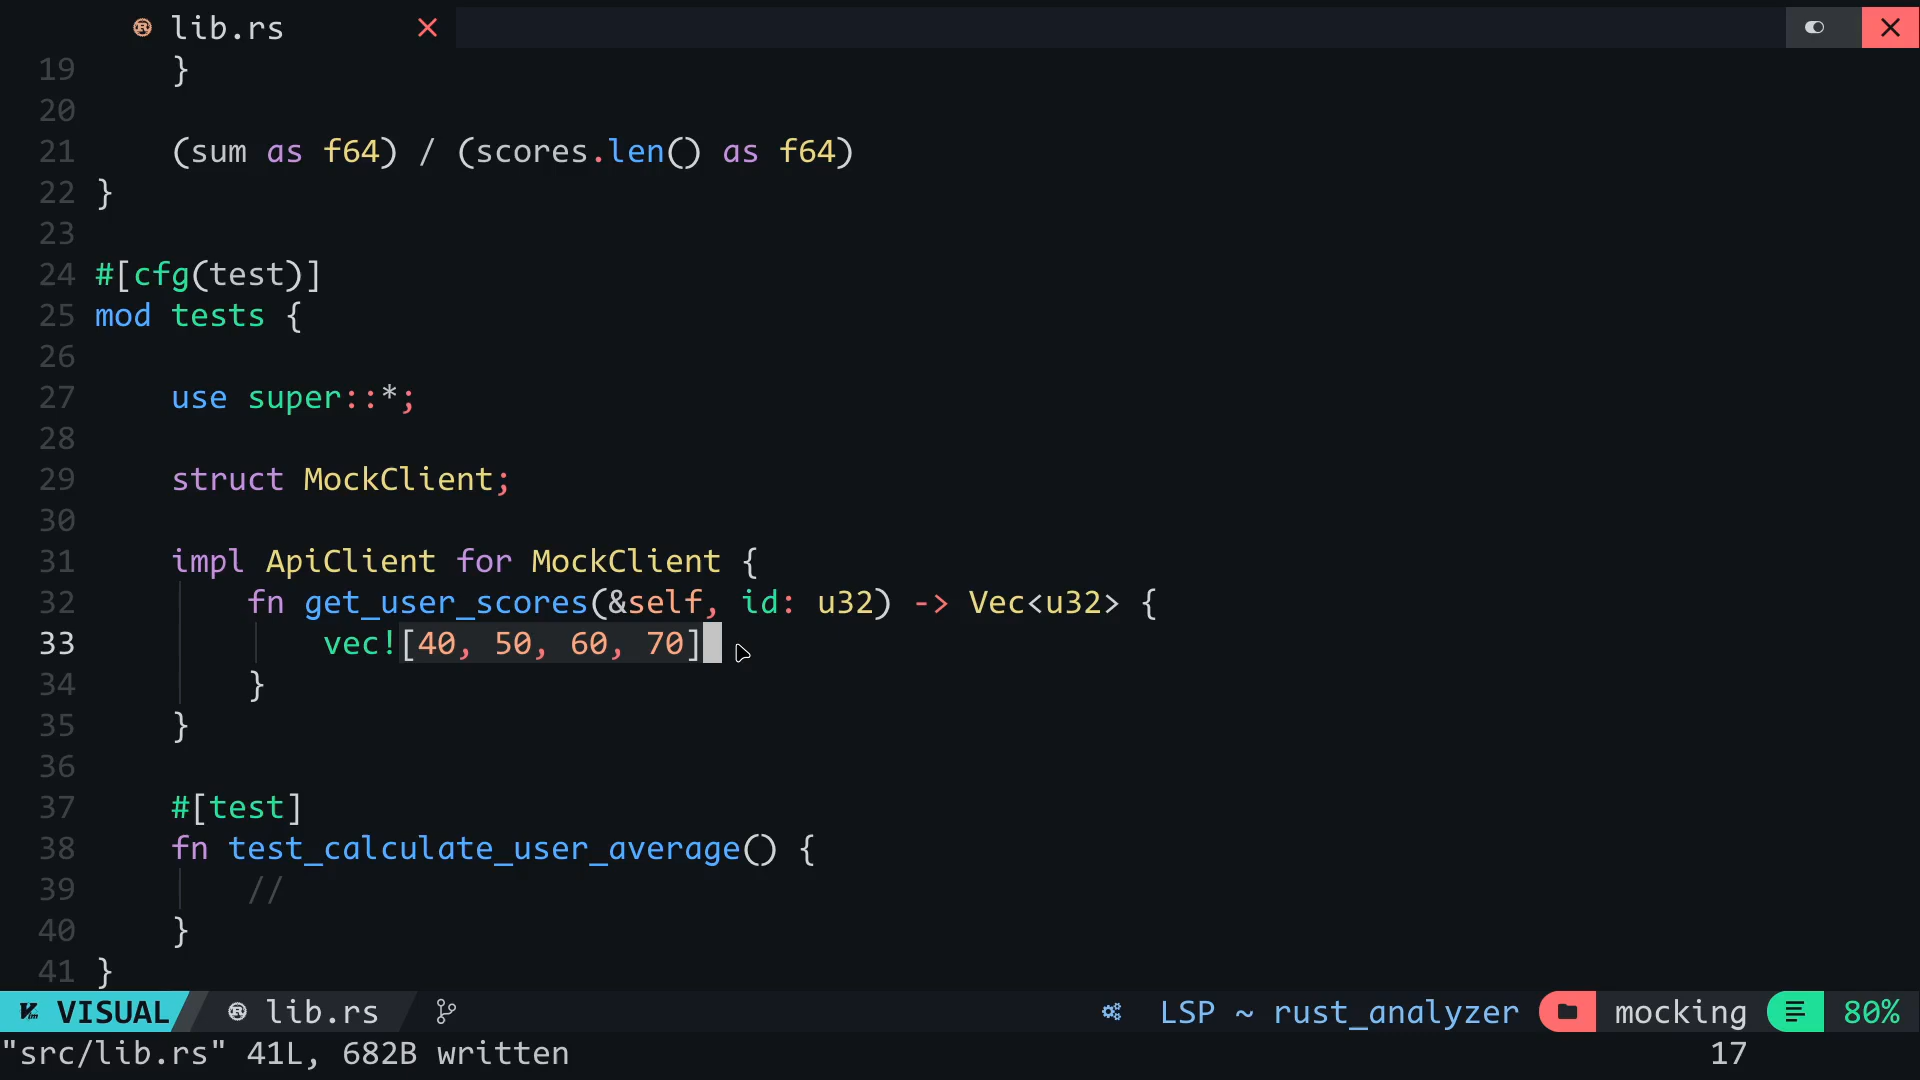 lib.rs
19     }
20
21     (sum as f64) / (scores.len() as f64)
22 }
23
24 #[cfg(test)]
25 mod tests {
26
27     use super::*;
28
29     struct MockClient;
30
31     impl ApiClient for MockClient {
32         fn get_user_scores(&self, id: u32) -> Vec<u32> {
33             vec![40, 50, 60, 70]
34         }
35     }
36
37     #[test]
38     fn test_calculate_user_average() {
39         //
40     }
41 }
VISUAL lib.rs LSP ~ rust_analyzer mocking 80%
"src/lib.rs" 41L, 682B written 17